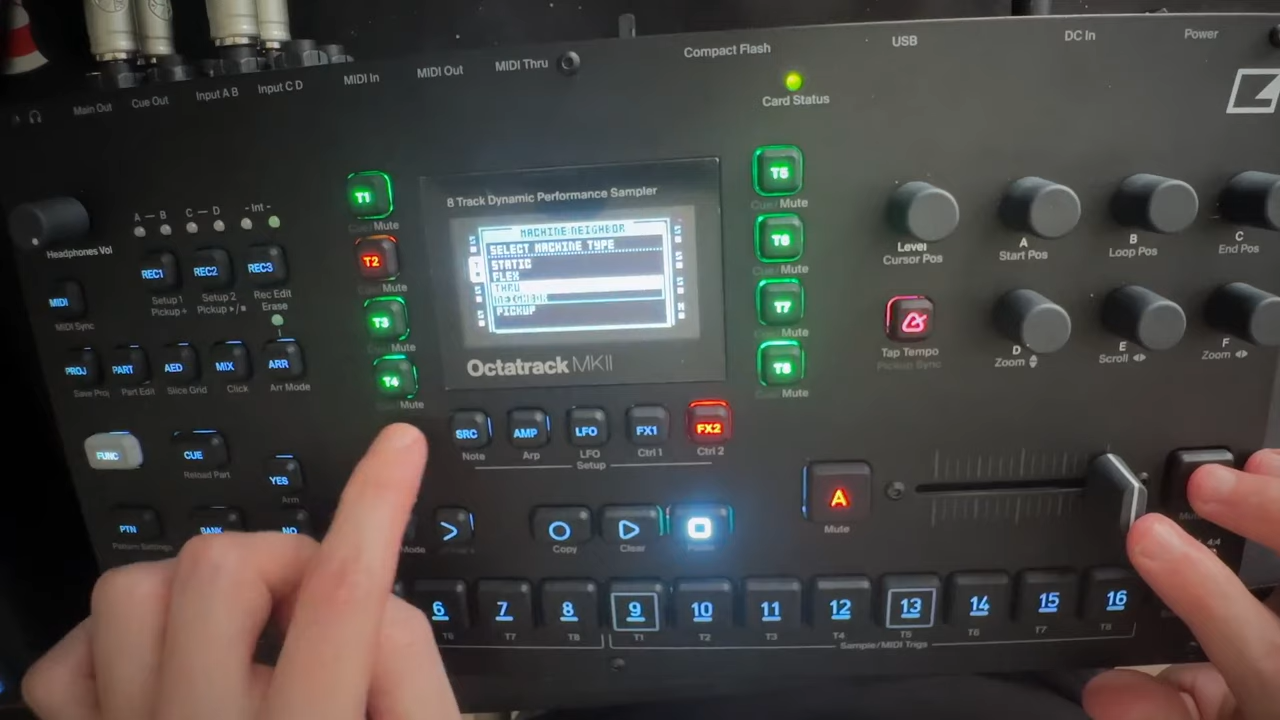 Compact Flash
USB
DC In
Power
MIDI In
MIDI Out
MIDI Thru
Main Out
Cue Out
Input A B
Input C D
Card Status
8 Track Dynamic Performance Sampler
MACHINE:NEIGHBOR
SELECT MACHINE TYPE
STATIC
FLEX
THRU
NEIGHBOR
PICKUP
Octatrack MKII
Headphones Vol
A — B
C — D
- Int -
REC1
REC2
REC3
Setup 1
Pickup +
Setup 2
Pickup
Rec Edit
Erase
MIDI
MIDI Sync
PROJ
PART
AED
MIX
ARR
Save Proj
Part Edit
Slice Grid
Click
Arr Mode
FUNC
CUE
Reload Part
YES
Arm
PTN
BANK
NO
Pattern Settings
T1
Mute
T2
Mute
T3
Mute
T4
Mute
T5
Cue / Mute
T6
Cue / Mute
T7
Cue / Mute
T8
Cue / Mute
SRC
AMP
LFO
FX1
FX2
Note
Arp
LFO
Ctrl 1
Ctrl 2
Setup
Level
Cursor Pos
A
Start Pos
B
Loop Pos
C
End Pos
Tap Tempo
Pickup Sync
D
Zoom
E
Scroll
F
Zoom
A
Mute
Mode
Copy
Clear
4/4
6
7
8
9
10
11
12
13
14
15
16
T6
T7
T8
T1
T2
T3
T4
T5
T6
T7
T8
Sample/MIDI Trigs